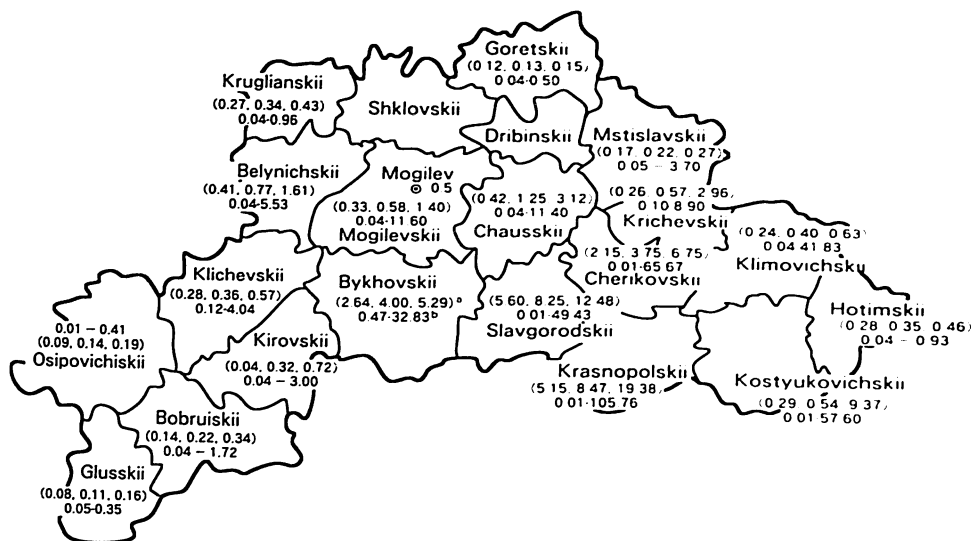 Goretskii
(0 12, 0 13, 0 15)
0 04-0 50
Kruglianskii
(0.27, 0.34, 0.43)
0.04-0.96
Shklovskii
Dribinskii
Mstislavskii
(0 17, 0 22, 0 27)
0 05 – 3 70
Belynichskii
(0.41, 0.77, 1.61)
0.04-5.53
Mogilev
0 5
(0.33, 0.58, 1 40)
0.04-11 60
Mogilevskii
(0 42, 1 25, 3 12)
0 04-11 40
Chausskii
(0 26, 0 57, 2 96,
0 10 8 90
Krichevskii
(0 24, 0 40, 0 63)
0 04 41 83
Klimovichskii
(2 15, 3 75, 6 75)
0 01-65 67
Cherikovskii
Klichevskii
(0.28, 0.36, 0.57)
0.12-4.04
Bykhovskii
(2 64, 4.00, 5.29) a
0.47-32.83 b
(5 60, 8 25, 12 48)
0 01-49 43
Slavgorodskii
Hotimskii
(0 28, 0 35, 0 46)
0 04 – 0 93
0.01 – 0.41
(0.09, 0.14, 0.19)
Osipovichiskii
Kirovskii
(0.04, 0.32, 0.72)
0.04 – 3.00
Krasnopolskii
(5 15, 8 47, 19 38)
0 01-105 76
Kostyukovichskii
(0 29, 0 54, 9 37)
0 01 57 60
Bobruiskii
(0.14, 0.22, 0.34)
0.04 – 1.72
Glusskii
(0.08, 0.11, 0.16)
0.05-0.35